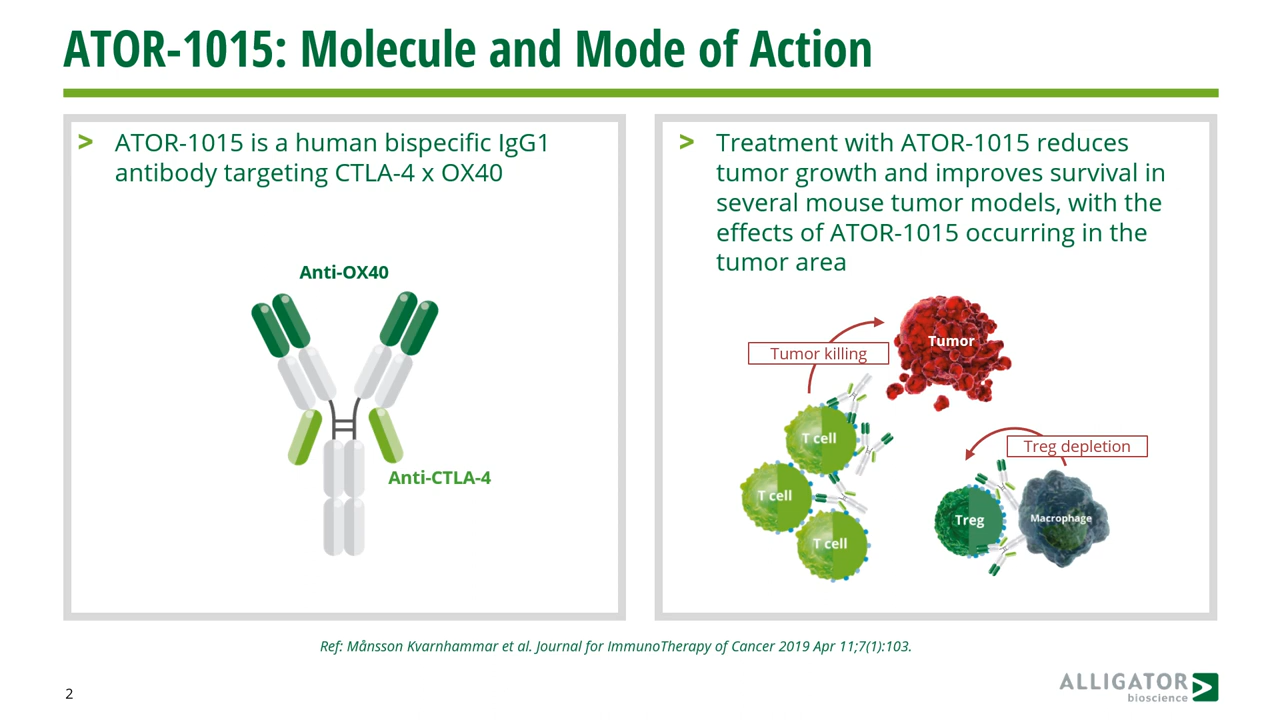 ATOR-1015: Molecule and Mode of Action
> ATOR-1015 is a human bispecific IgG1
antibody targeting CTLA-4 x OX40
Anti-OX40
Anti-CTLA-4
> Treatment with ATOR-1015 reduces
tumor growth and improves survival in
several mouse tumor models, with the
effects of ATOR-1015 occurring in the
tumor area
Tumor killing
Tumor
T cell
T cell
T cell
Treg depletion
Treg
Macrophage
Ref: Månsson Kvarnhammar et al. Journal for ImmunoTherapy of Cancer 2019 Apr 11;7(1):103.
2
ALLIGATOR
bioscience